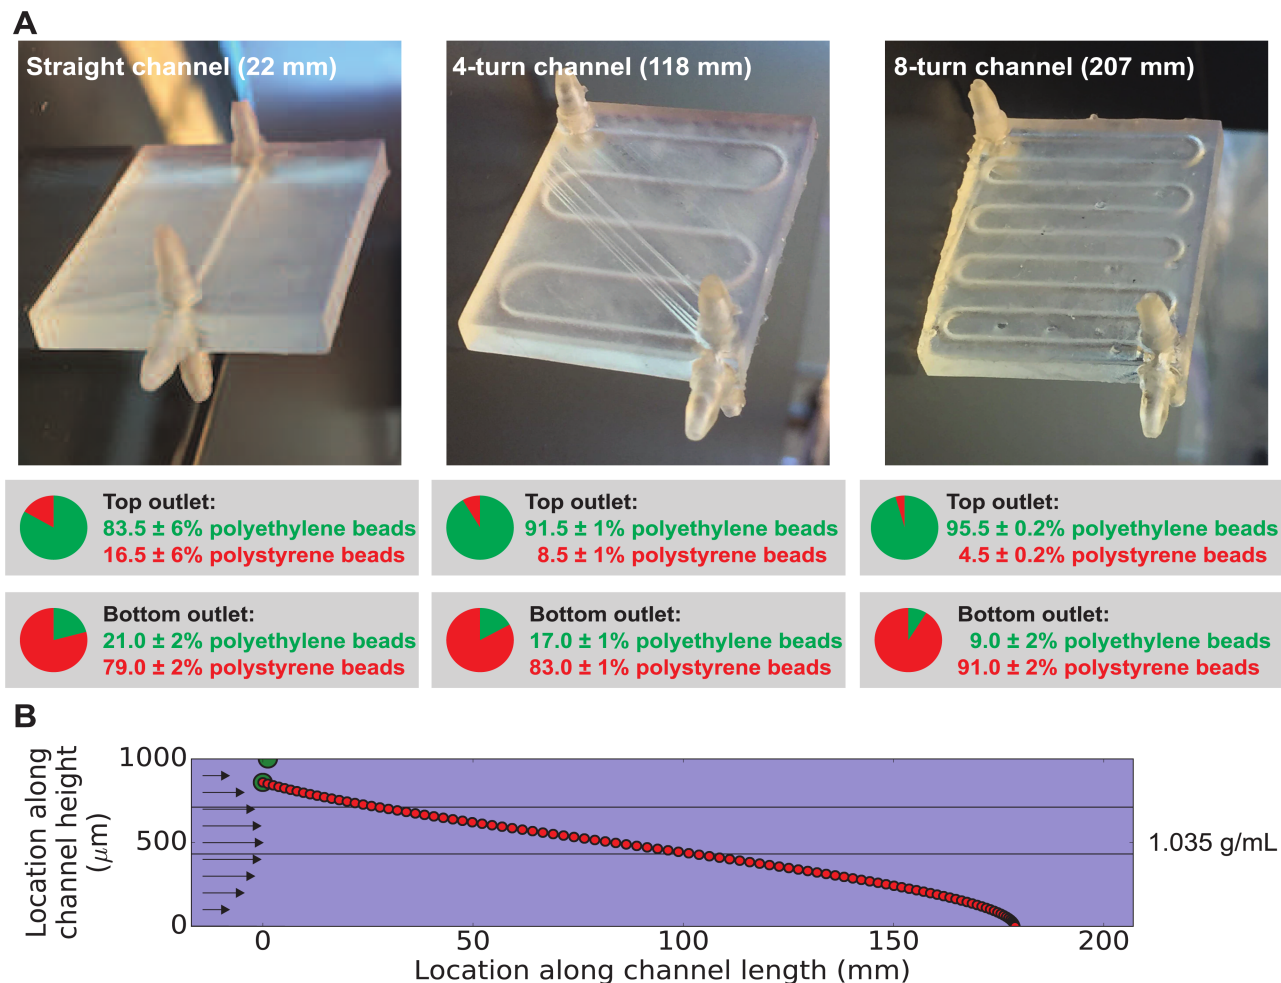 A
Straight channel (22 mm)
4-turn channel (118 mm)
8-turn channel (207 mm)
Top outlet:
83.5 ± 6% polyethylene beads
16.5 ± 6% polystyrene beads
Top outlet:
91.5 ± 1% polyethylene beads
8.5 ± 1% polystyrene beads
Top outlet:
95.5 ± 0.2% polyethylene beads
4.5 ± 0.2% polystyrene beads
Bottom outlet:
21.0 ± 2% polyethylene beads
79.0 ± 2% polystyrene beads
Bottom outlet:
17.0 ± 1% polyethylene beads
83.0 ± 1% polystyrene beads
Bottom outlet:
9.0 ± 2% polyethylene beads
91.0 ± 2% polystyrene beads
B
Location along
channel height
(μm)
1000
500
0
1.035 g/mL
0
50
100
150
200
Location along channel length (mm)